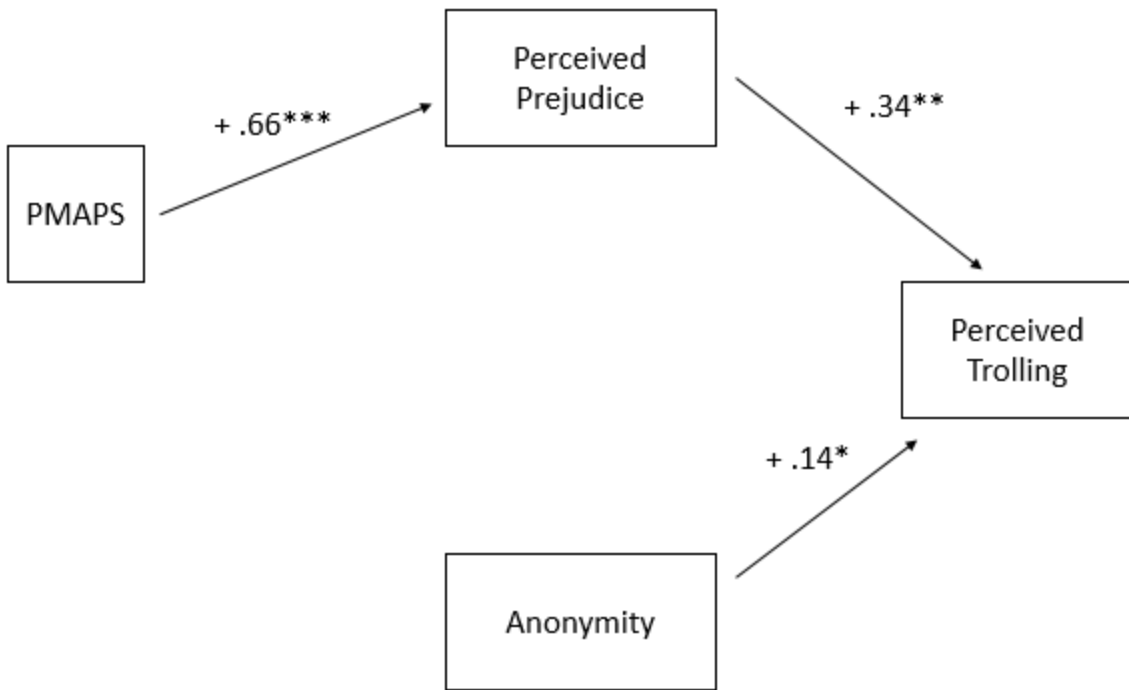 Perceived
Prejudice
+ .66***
+ .34**
PMAPS
Perceived
Trolling
+ .14*
Anonymity